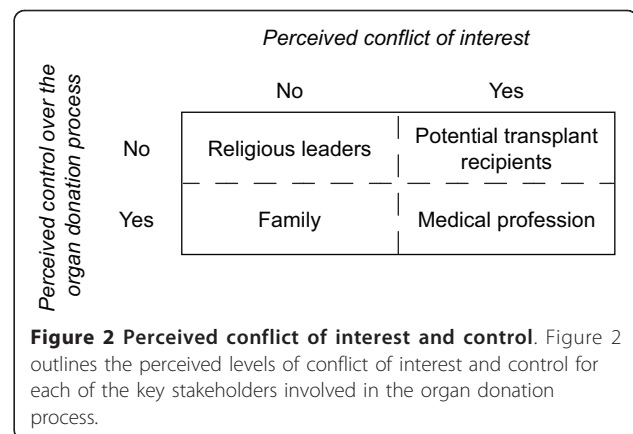 Perceived conflict of interest
No Yes
Perceived control over the
organ donation process
No Religious leaders Potential transplant
recipients
Yes Family Medical profession
Figure 2 Perceived conflict of interest and control. Figure 2
outlines the perceived levels of conflict of interest and control for
each of the key stakeholders involved in the organ donation
process.